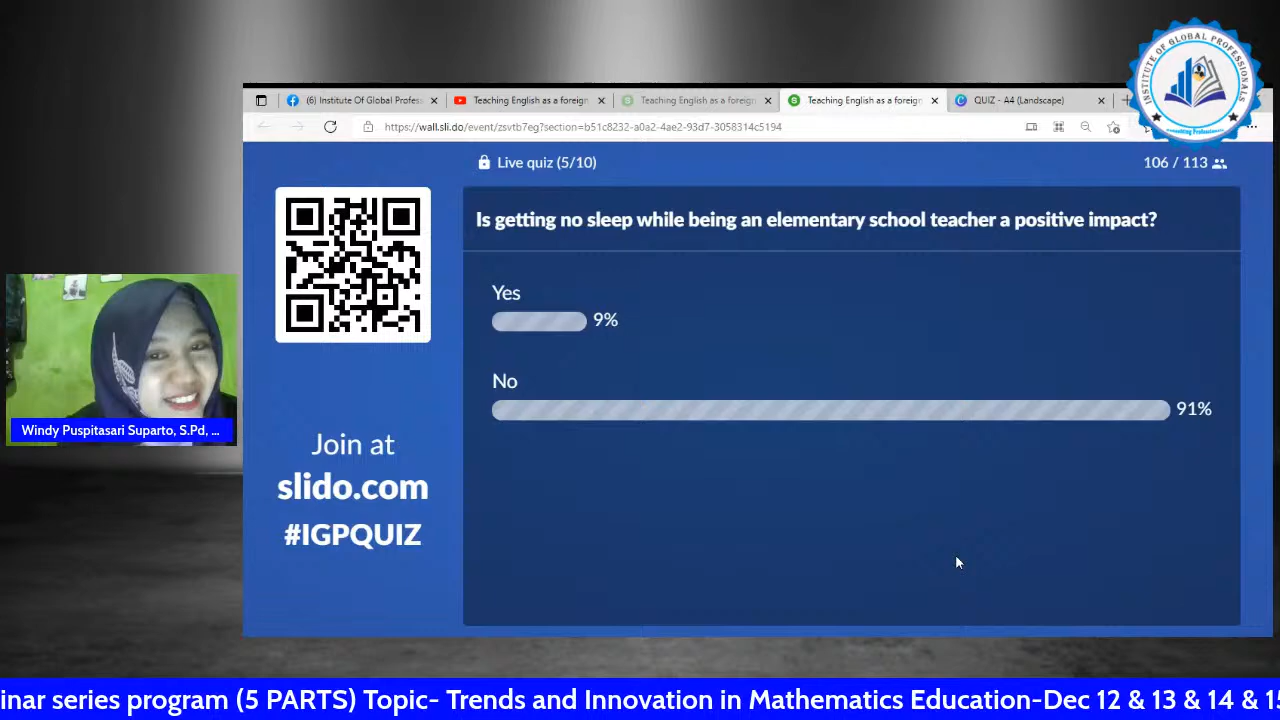 INSTITUTE OF GLOBAL PROFESSIONALS
(6) Institute Of Global Profess
Teaching English as a foreign
Teaching English as a foreign
Teaching English as a foreign
QUIZ - A4 (Landscape)
https://wall.sli.do/event/zsvtb7eg?section=b51c8232-a0a2-4ae2-93d7-3058314c5194
Live quiz (5/10)
106 / 113
Is getting no sleep while being an elementary school teacher a positive impact?
Yes
9%
No
91%
Windy Puspitasari Suparto, S.Pd, ...
Join at
slido.com
#IGPQUIZ
inar series program (5 PARTS) Topic- Trends and Innovation in Mathematics Education-Dec 12 & 13 & 14 & 15